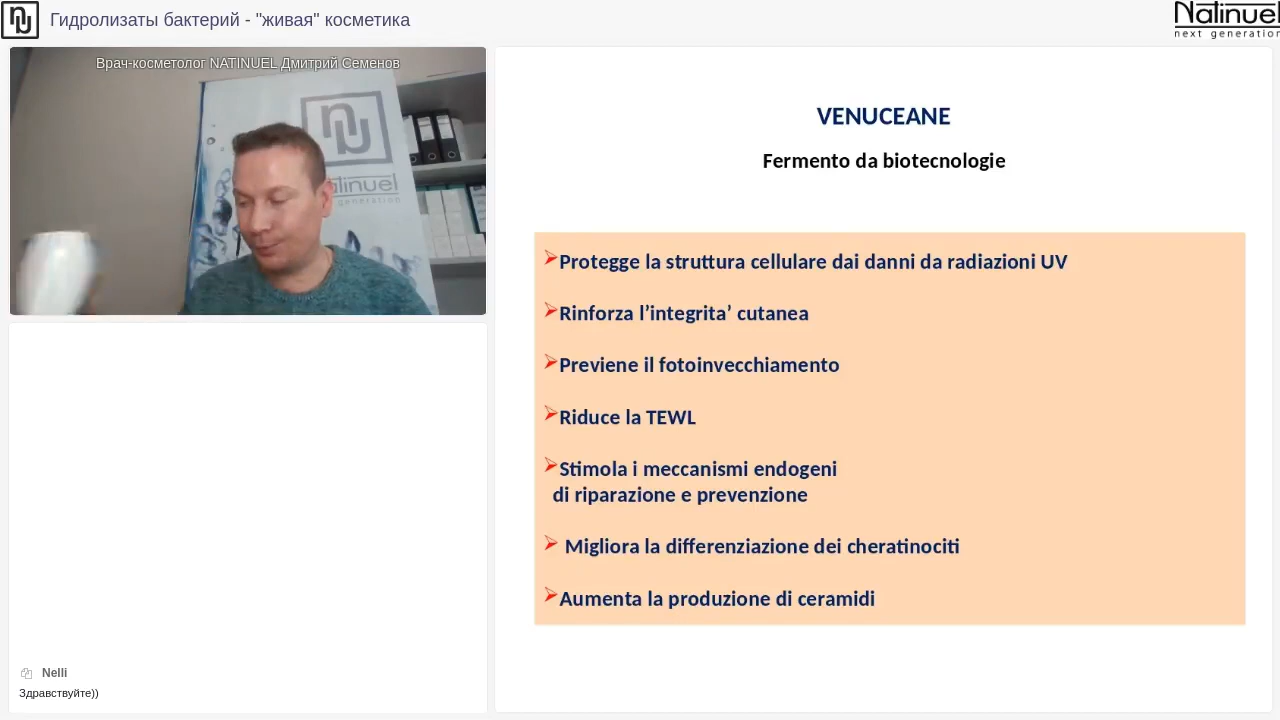 Гидролизаты бактерий - "живая" косметика
Natinuel
next generation
Врач-косметолог NATINUEL Дмитрий Семенов
VENUCEANE
Fermento da biotecnologie
Protegge la struttura cellulare dai danni da radiazioni UV
Rinforza l’integrita’ cutanea
Previene il fotoinvecchiamento
Riduce la TEWL
Stimola i meccanismi endogeni
di riparazione e prevenzione
Migliora la differenziazione dei cheratinociti
Aumenta la produzione di ceramidi
Nelli
Здравствуйте))